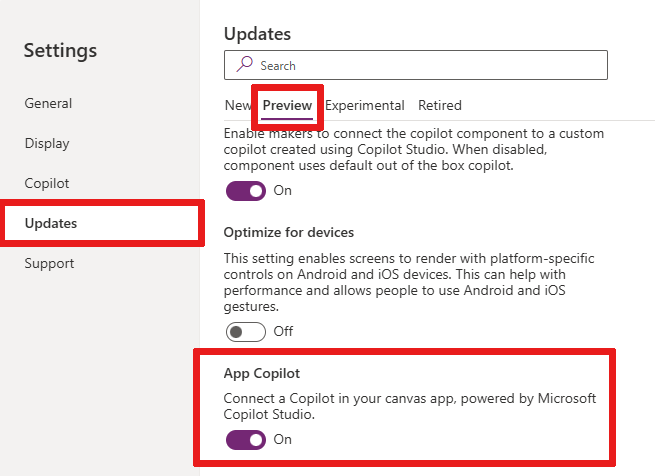 Settings
General
Display
Copilot
Updates
Support
Updates
Search
New Preview Experimental Retired
Enable makers to connect the copilot component to a custom
copilot created using Copilot Studio. When disabled,
component uses default out of the box copilot.
On
Optimize for devices
This setting enables screens to render with platform-specific
controls on Android and iOS devices. This can help with
performance and allows people to use Android and iOS
gestures.
Off
App Copilot
Connect a Copilot in your canvas app, powered by Microsoft
Copilot Studio.
On